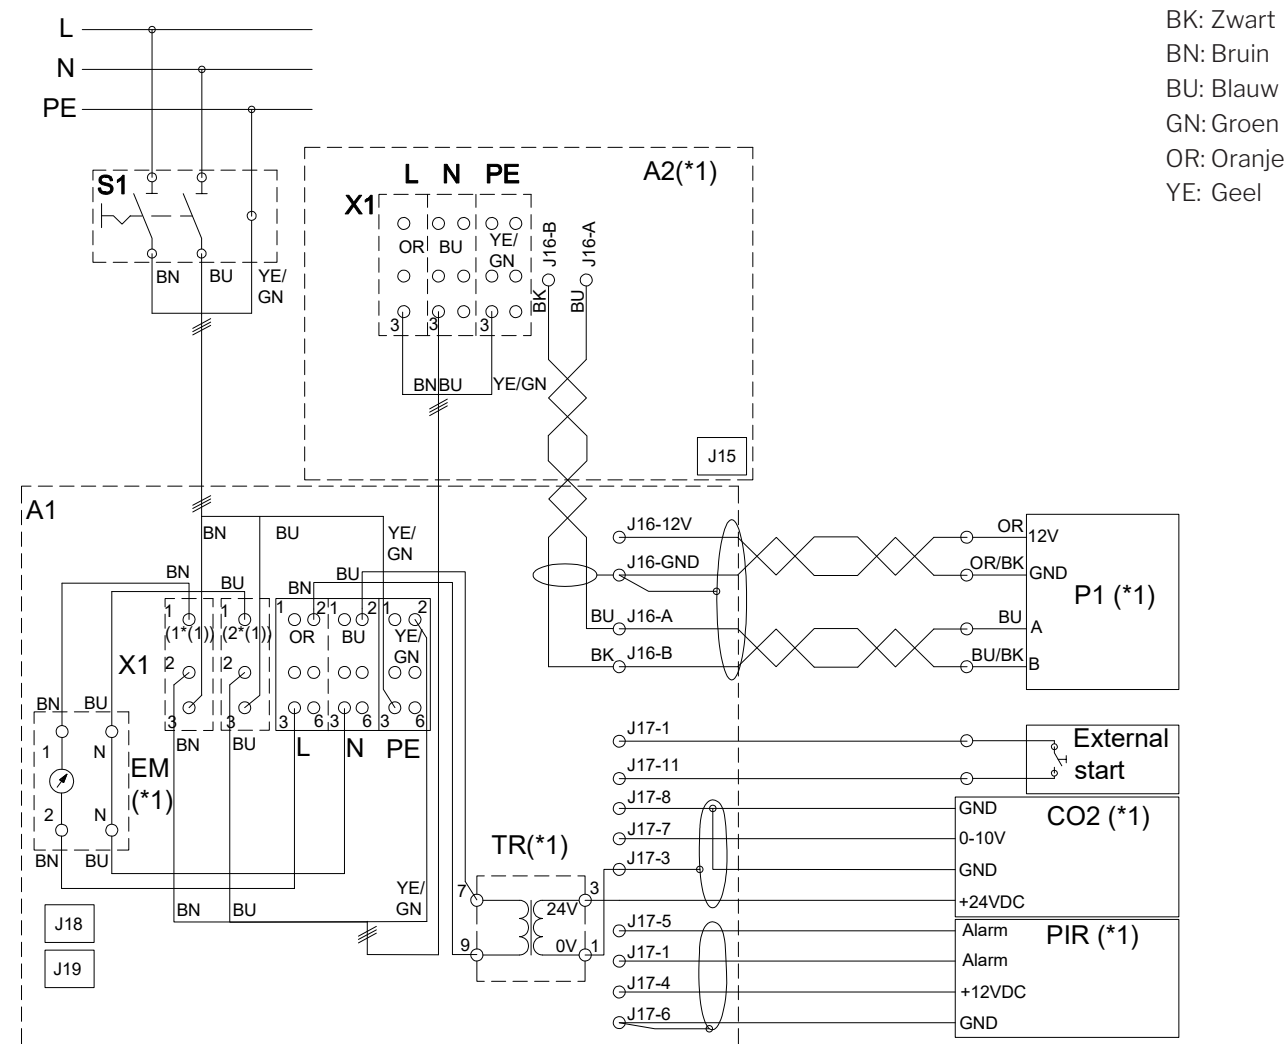 L
N
PE
BK: Zwart
BN: Bruin
BU: Blauw
GN: Groen
OR: Oranje
YE: Geel
S1
BN
BU
YE/
GN
A2(*1)
L N PE
X1
OR
BU
YE/
GN
3
3
3
BN
BU
YE/GN
J16-B
J16-A
BK
BU
J15
A1
BN
BU
YE/
GN
BN
BU
BN
BU
1
(1*(1))
2
3
1
(2*(1))
2
3
X1
1
2
OR
3
6
1
2
BU
3
6
1
2
YE/
GN
3
6
L
N
PE
BN
BU
BN
BU
1
N
2
N
EM
(*1)
BN
BU
BN
BU
YE/
GN
J18
J19
TR(*1)
7
9
24V
0V
3
1
J16-12V
J16-GND
BU
J16-A
BK
J16-B
OR
12V
OR/BK
GND
BU
A
BU/BK
B
P1 (*1)
J17-1
J17-11
External
start
J17-8
GND
CO2 (*1)
J17-7
0-10V
J17-3
GND
+24VDC
J17-5
Alarm
PIR (*1)
J17-1
Alarm
J17-4
+12VDC
J17-6
GND